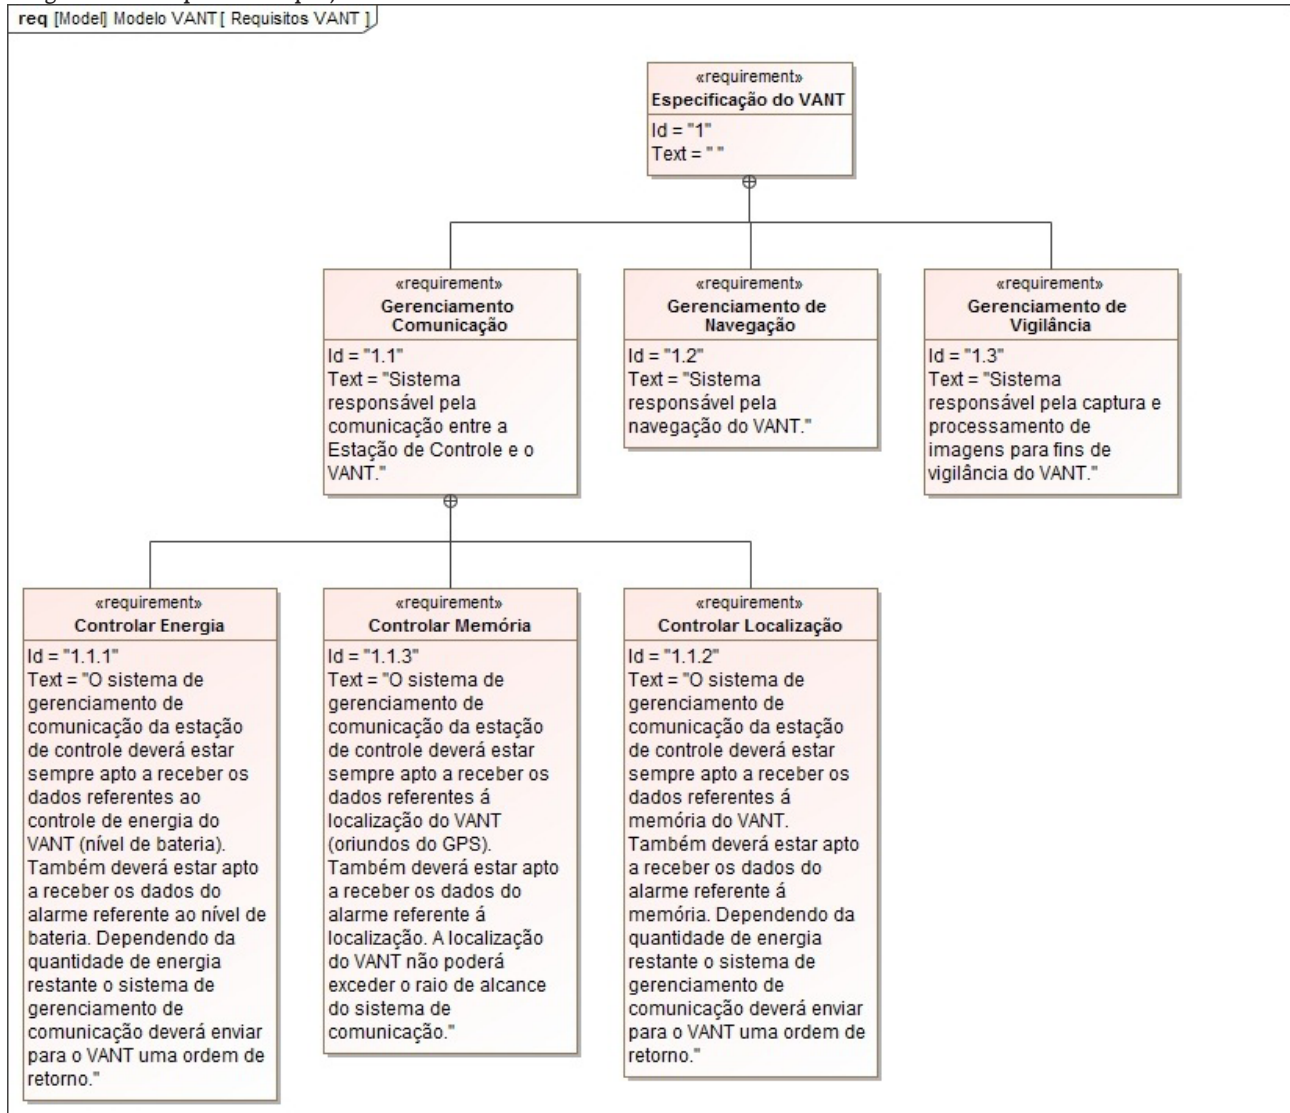 req [Model] Modelo VANT [ Requisitos VANT ]
«requirement»
Especificação do VANT
Id = "1"
Text = " "
«requirement»
Gerenciamento
Comunicação
Id = "1.1"
Text = "Sistema
responsável pela
comunicação entre a
Estação de Controle e o
VANT."
«requirement»
Gerenciamento de
Navegação
Id = "1.2"
Text = "Sistema
responsável pela
navegação do VANT."
«requirement»
Gerenciamento de
Vigilância
Id = "1.3"
Text = "Sistema
responsável pela captura e
processamento de
imagens para fins de
vigilância do VANT."
«requirement»
Controlar Energia
Id = "1.1.1"
Text = "O sistema de
gerenciamento de
comunicação da estação
de controle deverá estar
sempre apto a receber os
dados referentes ao
controle de energia do
VANT (nível de bateria).
Também deverá estar apto
a receber os dados do
alarme referente ao nível de
bateria. Dependendo da
quantidade de energia
restante o sistema de
gerenciamento de
comunicação deverá enviar
para o VANT uma ordem de
retorno."
«requirement»
Controlar Memória
Id = "1.1.3"
Text = "O sistema de
gerenciamento de
comunicação da estação
de controle deverá estar
sempre apto a receber os
dados referentes á
localização do VANT
(oriundos do GPS).
Também deverá estar apto
a receber os dados do
alarme referente á
localização. A localização
do VANT não poderá
exceder o raio de alcance
do sistema de
comunicação."
«requirement»
Controlar Localização
Id = "1.1.2"
Text = "O sistema de
gerenciamento de
comunicação da estação
de controle deverá estar
sempre apto a receber os
dados referentes á
memória do VANT.
Também deverá estar apto
a receber os dados do
alarme referente á
memória. Dependendo da
quantidade de energia
restante o sistema de
gerenciamento de
comunicação deverá enviar
para o VANT uma ordem de
retorno."